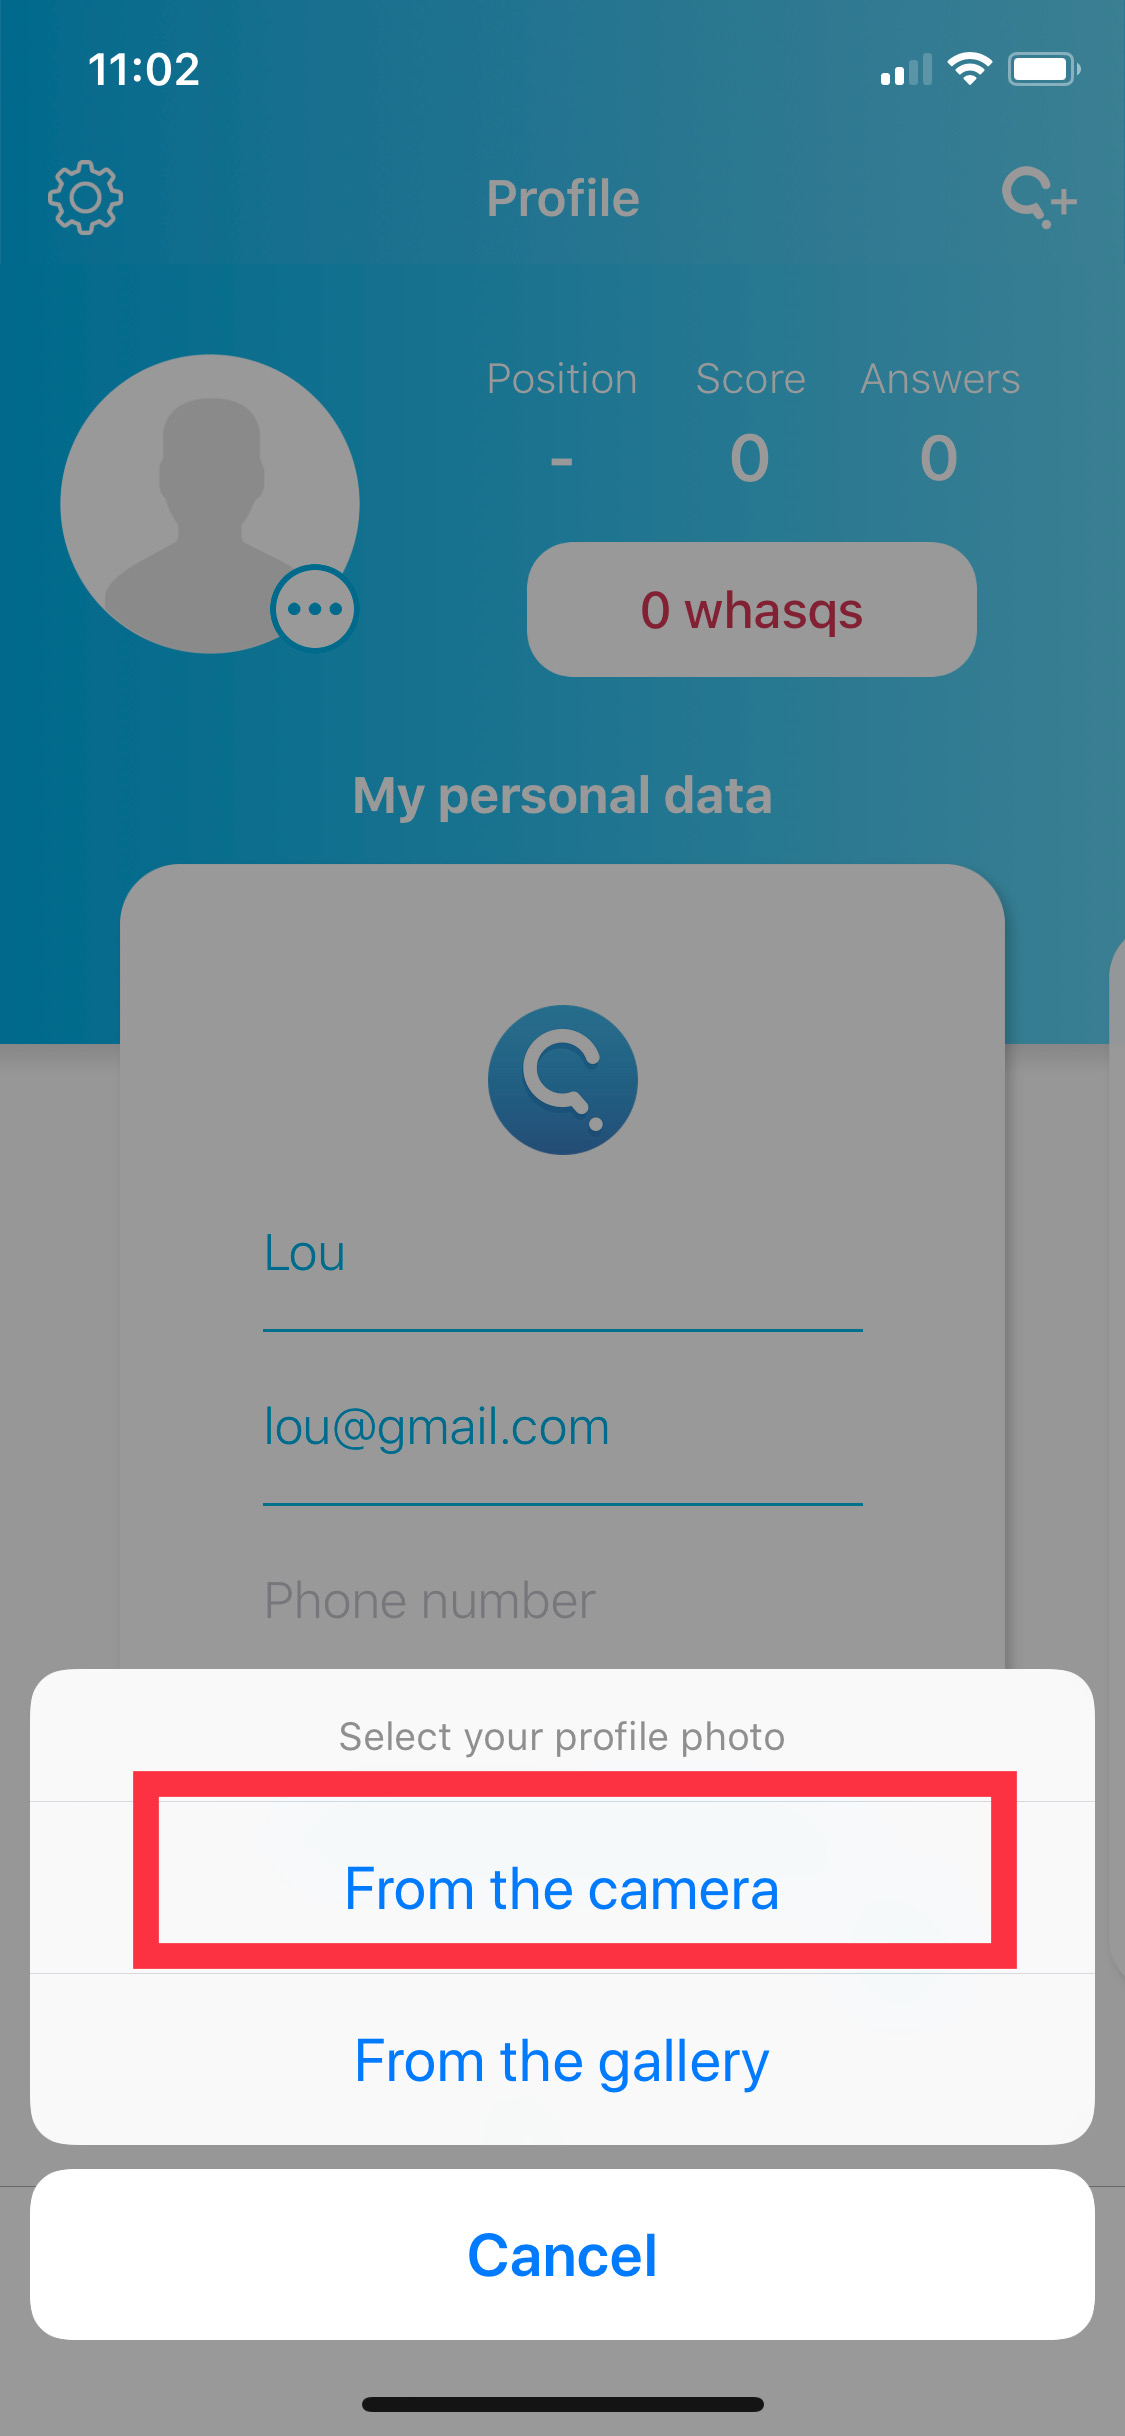 11:02
Profile
Position Score Answers
- 0 0
0 whasqs
My personal data
Lou
lou@gmail.com
Phone number
Select your profile photo
From the camera
From the gallery
Cancel